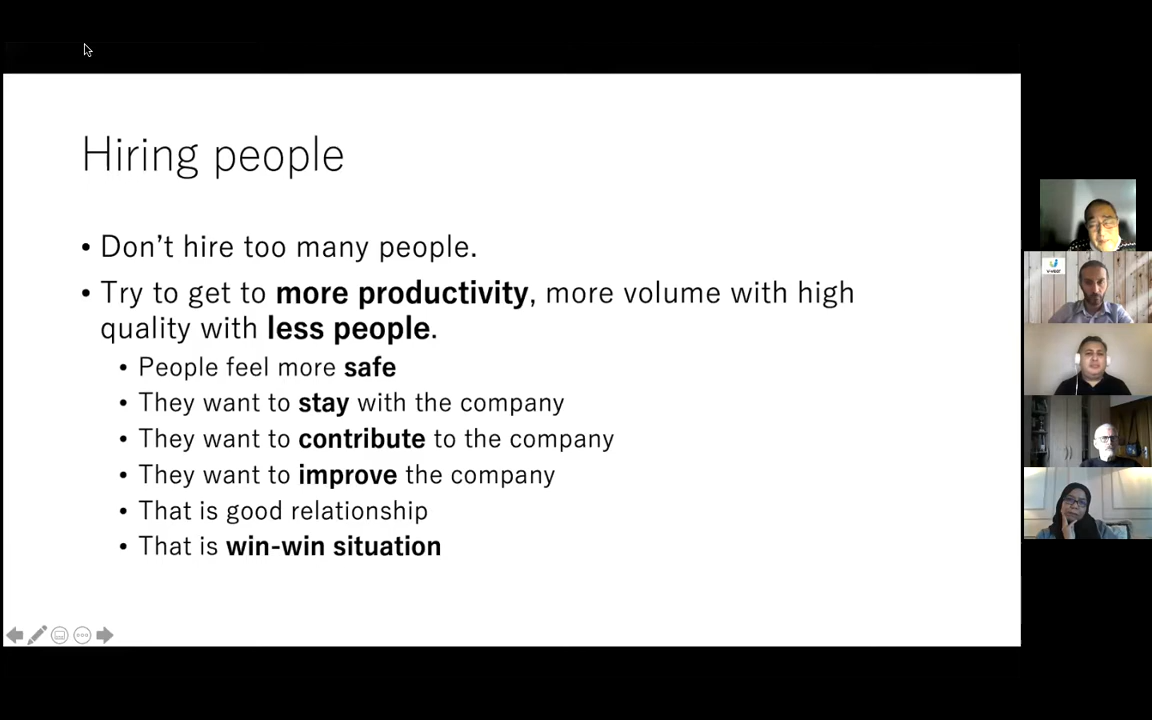 Hiring people
• Don’t hire too many people.
• Try to get to more productivity, more volume with high
quality with less people.
• People feel more safe
• They want to stay with the company
• They want to contribute to the company
• They want to improve the company
• That is good relationship
• That is win-win situation